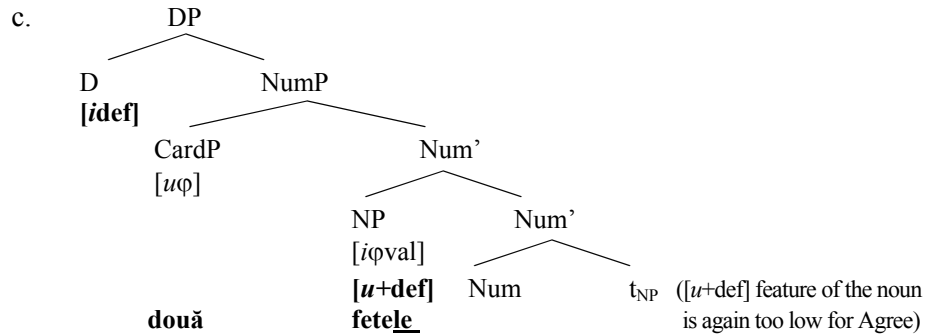 c. DP
D NumP
[idef]
CardP Num’
[uφ]
NP Num’
[iφval]
[u+def] Num tNP ([u+def] feature of the noun
două fetele is again too low for Agree)